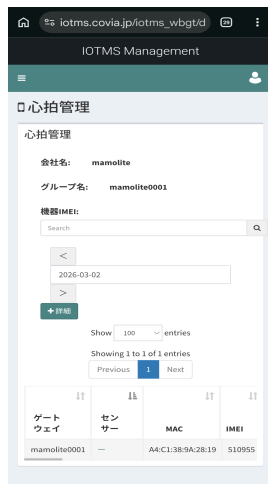 iotms.covia.jp/iotms_wbgt/d
29
IOTMS Management
心拍管理
心拍管理
会社名: mamolite
グループ名: mamolite0001
機器IMEI:
Search
<
2026-03-02
>
+詳細
Show 100 entries
Showing 1 to 1 of 1 entries
Previous 1 Next
ゲート
ウェイ
セン
サー
MAC
IMEI
mamolite0001 — A4:C1:38:9A:28:19 510955